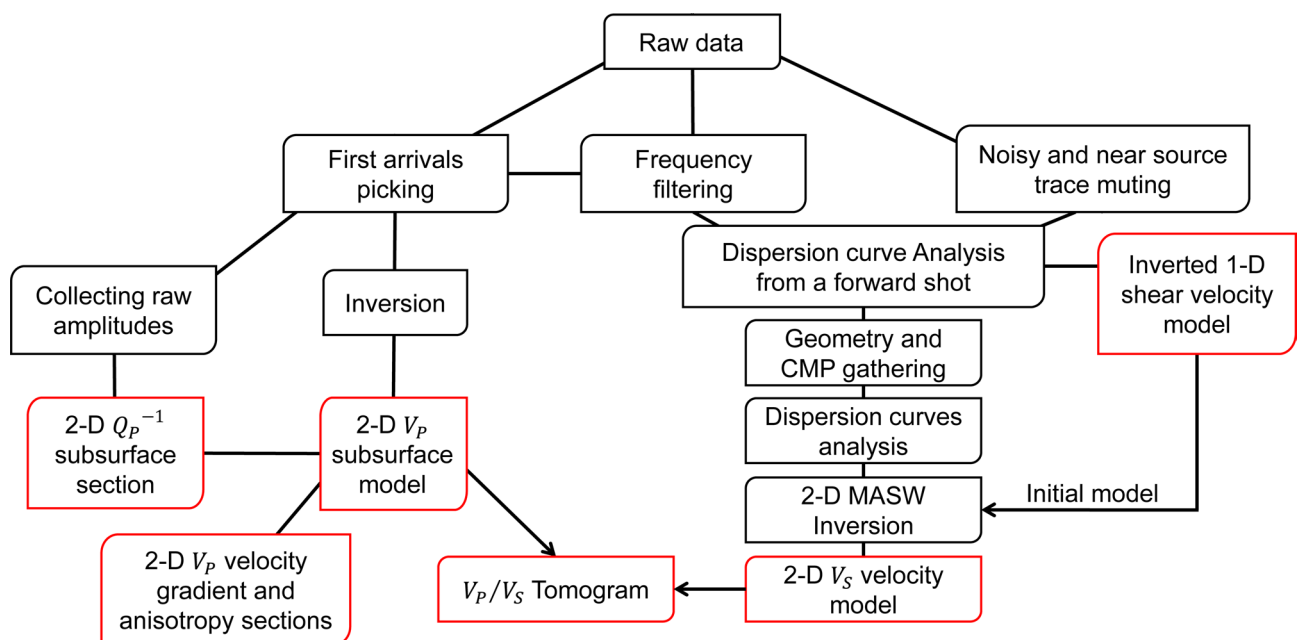 Raw data
First arrivals
picking
Frequency
filtering
Noisy and near source
trace muting
Dispersion curve Analysis
from a forward shot
Inverted 1-D
shear velocity
model
Collecting raw
amplitudes
Inversion
Geometry and
CMP gathering
2-D Q_P⁻¹
subsurface
section
2-D V_P
subsurface
model
Dispersion curves
analysis
2-D MASW
Inversion
Initial model
2-D V_P velocity
gradient and
anisotropy sections
V_P/V_S Tomogram
2-D V_S velocity
model